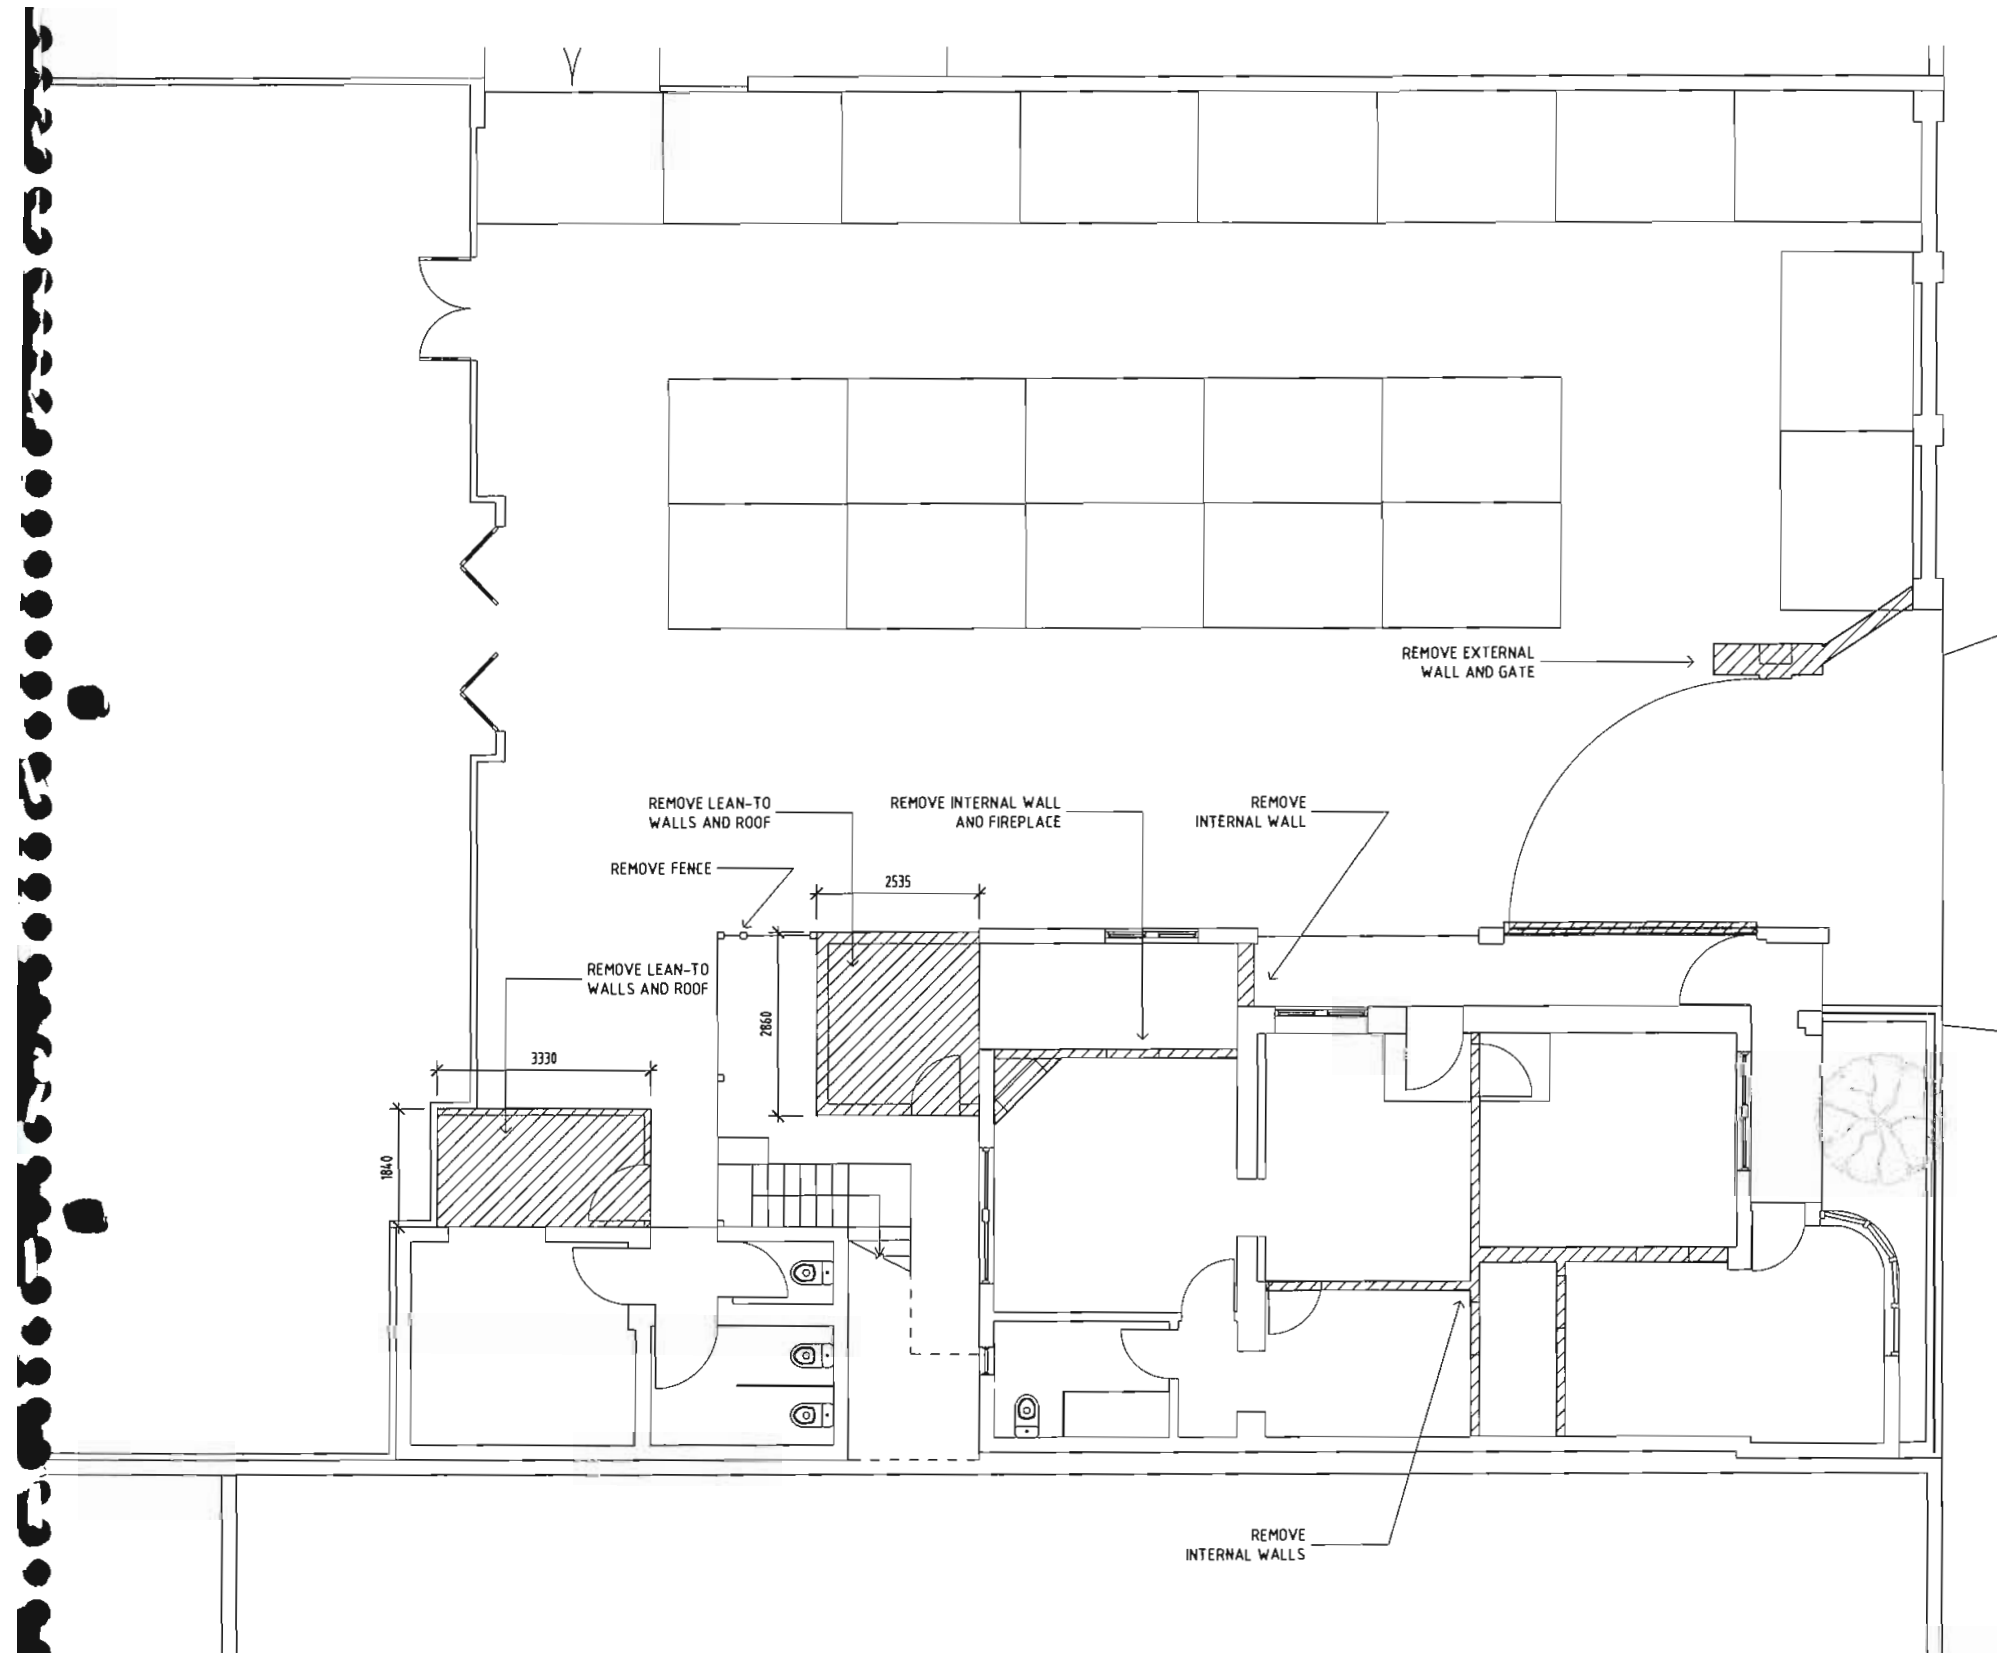 REMOVE EXTERNAL
WALL AND GATE
REMOVE LEAN-TO
WALLS AND ROOF
REMOVE INTERNAL WALL
AND FIREPLACE
REMOVE
INTERNAL WALL
REMOVE FENCE
2535
REMOVE LEAN-TO
WALLS AND ROOF
2860
3330
1840
REMOVE
INTERNAL WALLS